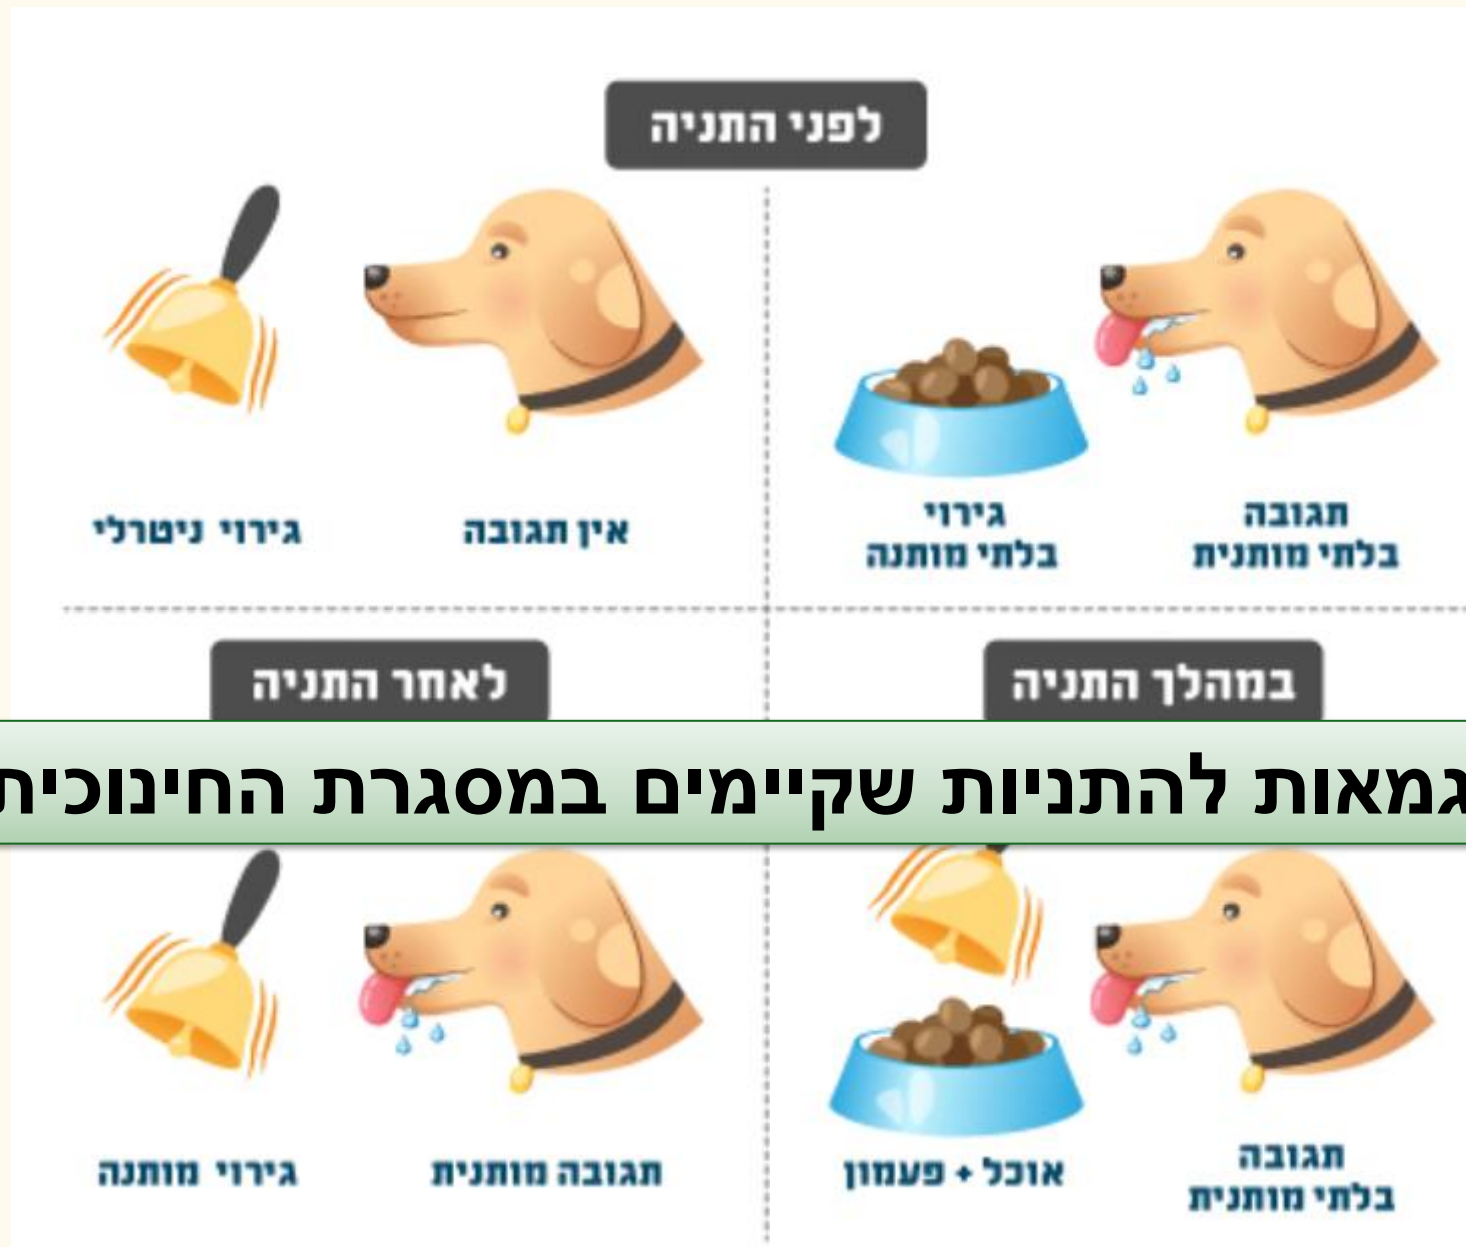 לפני התניה
גירוי
בלתי מותנה
תגובה
בלתי מותנית
גירוי ניטרלי
אין תגובה
במהלך התניה
לאחר התניה
גמאות להתניות שקיימים במסגרת החינוכית
אוכל + פעמון
תגובה
בלתי מותנית
גירוי מותנה
תגובה מותנית